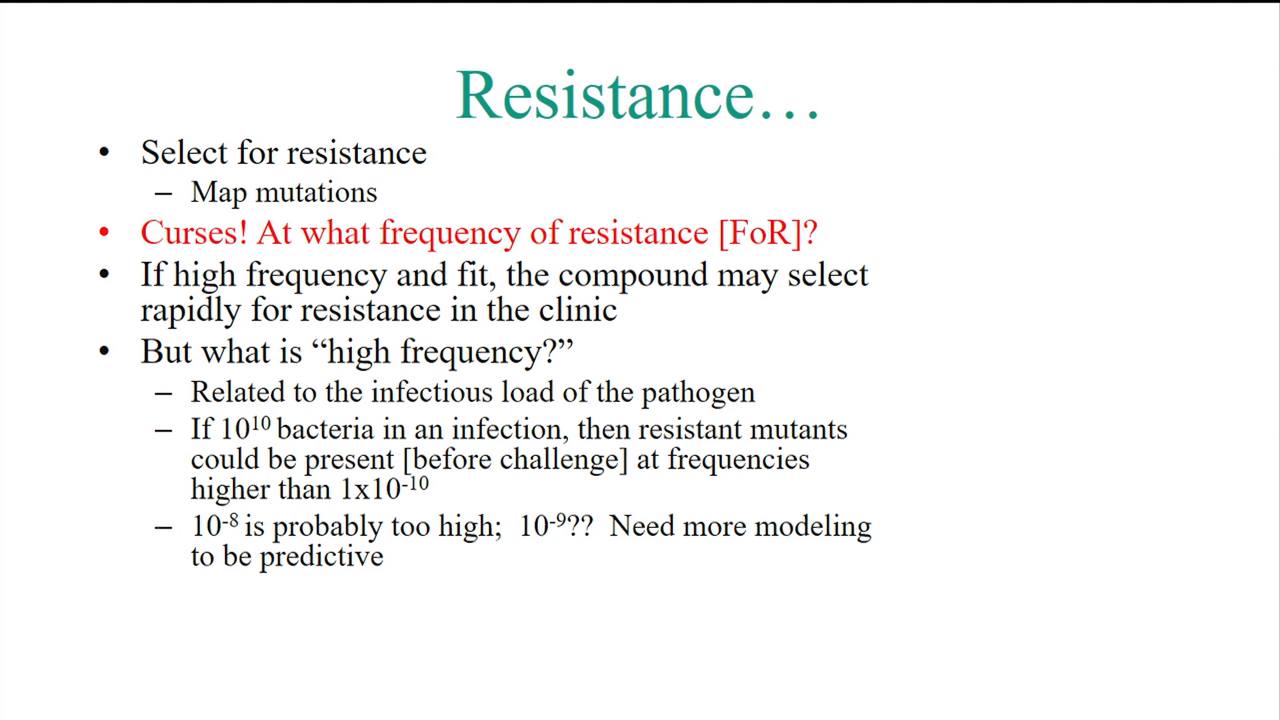 Resistance…
• Select for resistance
– Map mutations
• Curses! At what frequency of resistance [FoR]?
• If high frequency and fit, the compound may select
rapidly for resistance in the clinic
• But what is “high frequency?”
– Related to the infectious load of the pathogen
– If 10¹⁰ bacteria in an infection, then resistant mutants
could be present [before challenge] at frequencies
higher than 1x10⁻¹⁰
– 10⁻⁸ is probably too high; 10⁻⁹?? Need more modeling
to be predictive